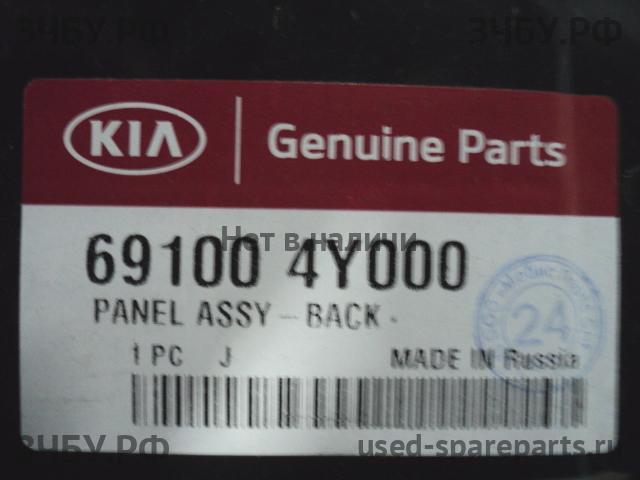 ЗЧБУ.РФ ЗЧБУ.РФ
KIA Genuine Parts
Нет в наличи
69100 4Y000
PANEL ASSY - BACK -
1 PC J MADE IN Russia
24
ЗЧБУ.РФ used-spareparts.ru